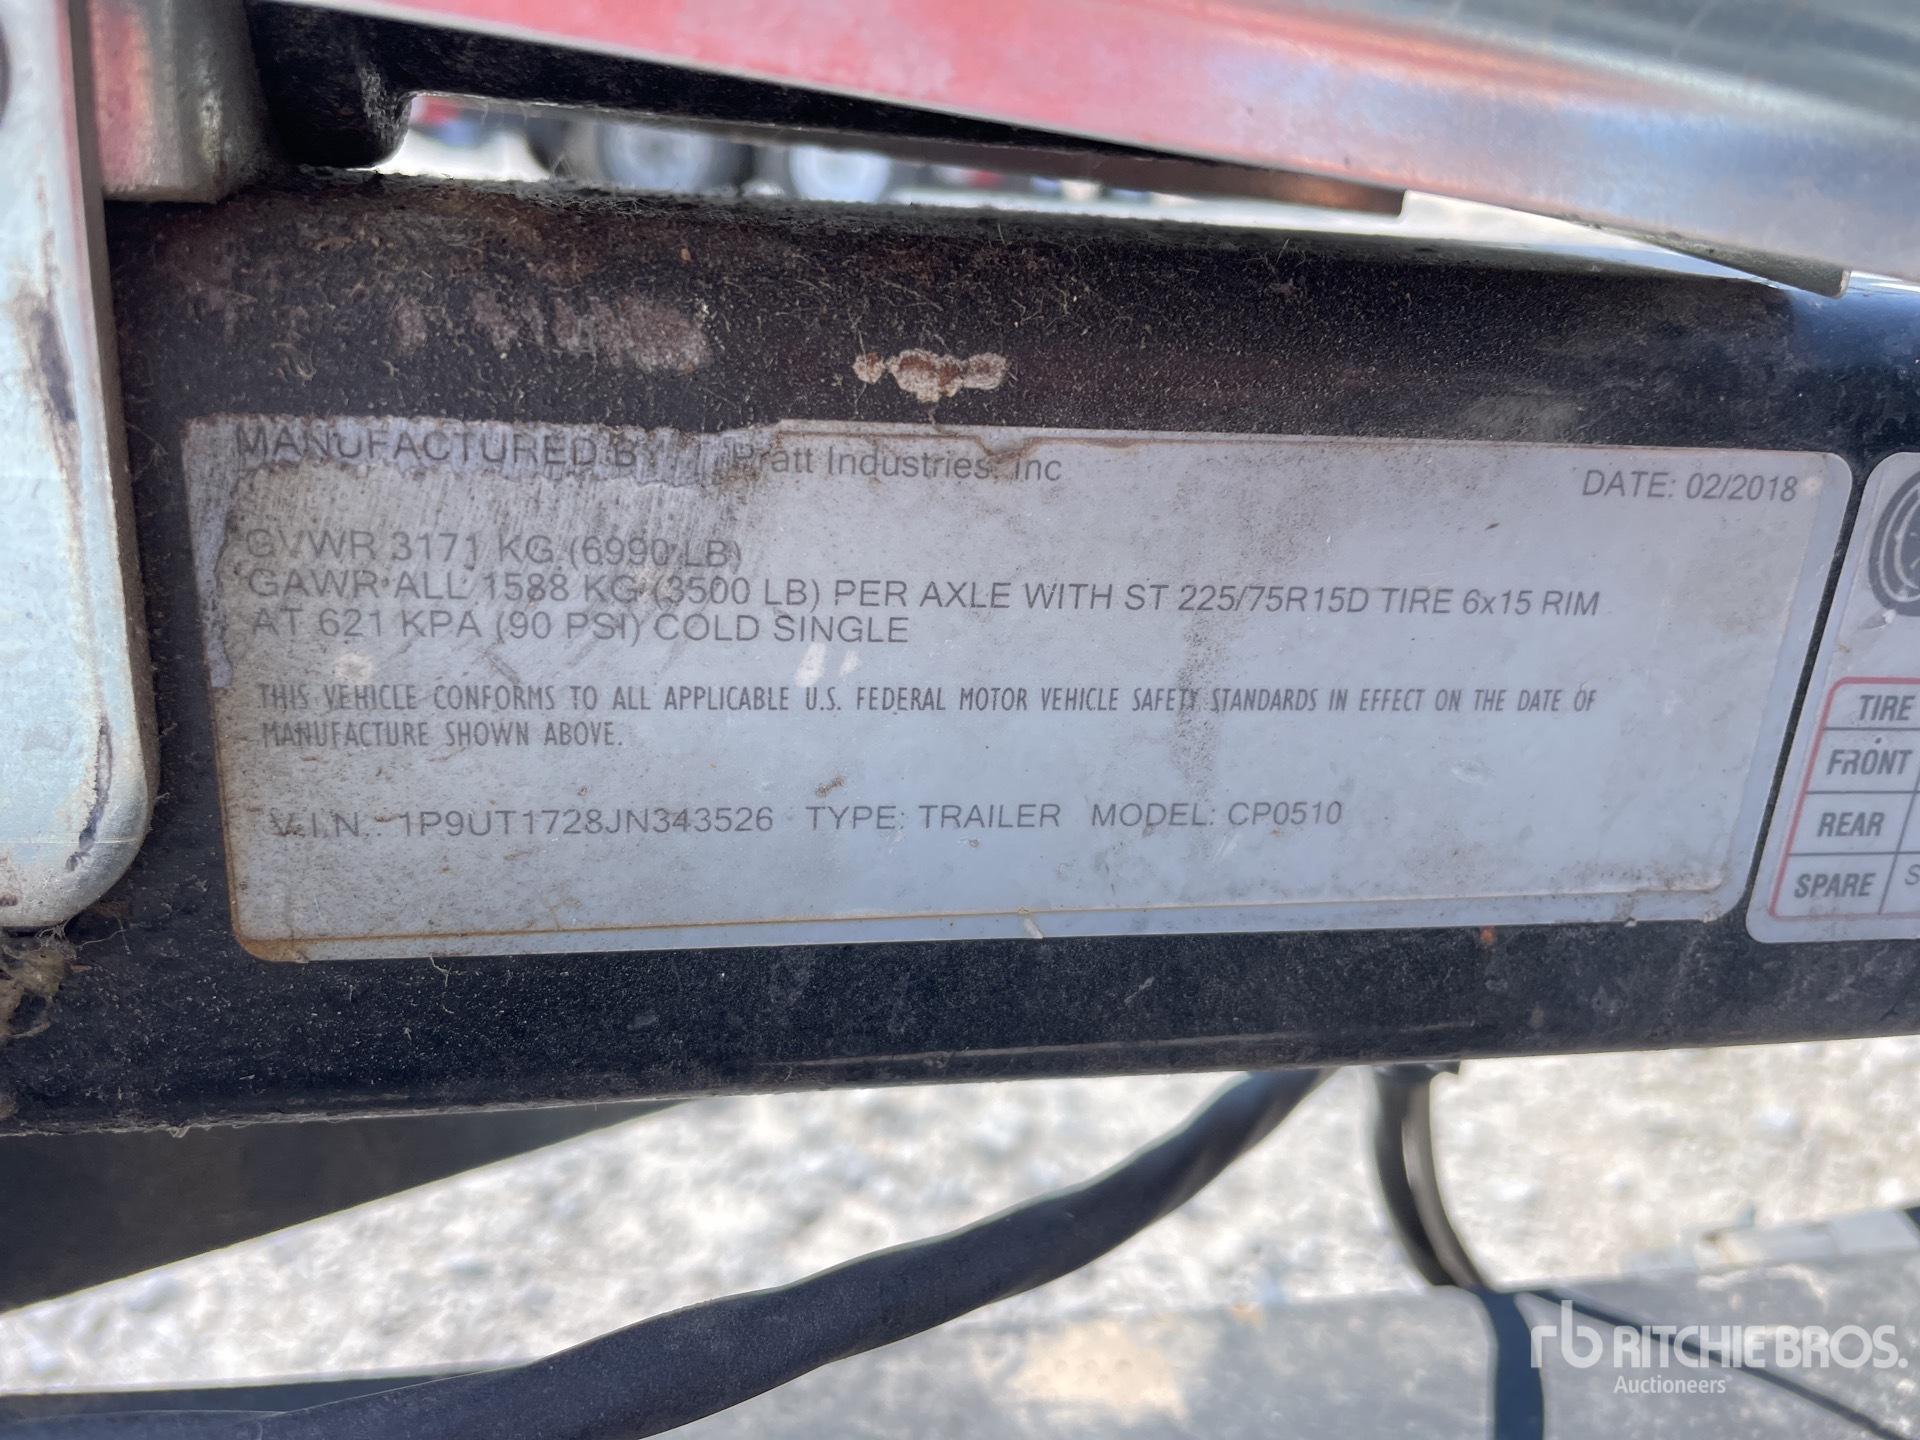 MANUFACTURED BY: Pratt Industries, Inc
DATE: 02/2018
GVWR 3171 KG (6990 LB)
GAWR ALL 1588 KG (3500 LB) PER AXLE WITH ST 225/75R15D TIRE 6x15 RIM
AT 621 KPA (90 PSI) COLD SINGLE
THIS VEHICLE CONFORMS TO ALL APPLICABLE U.S. FEDERAL MOTOR VEHICLE SAFETY STANDARDS IN EFFECT ON THE DATE OF
MANUFACTURE SHOWN ABOVE.
V.I.N.: 1P9UT1728JN343526 TYPE: TRAILER MODEL: CP0510
TIRE
FRONT
REAR
SPARE
rb RITCHIE BROS.
Auctioneers